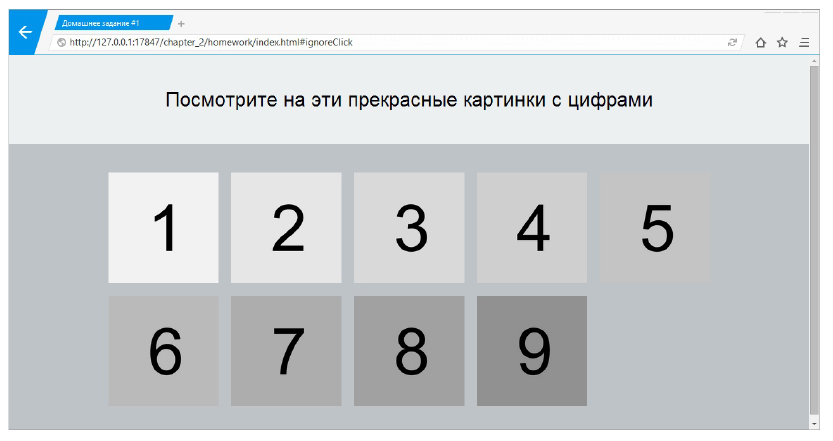 Домашнее задание #1
http://127.0.0.1:17847/chapter_2/homework/index.html#ignoreClick
Посмотрите на эти прекрасные картинки с цифрами
1 2 3 4 5
6 7 8 9